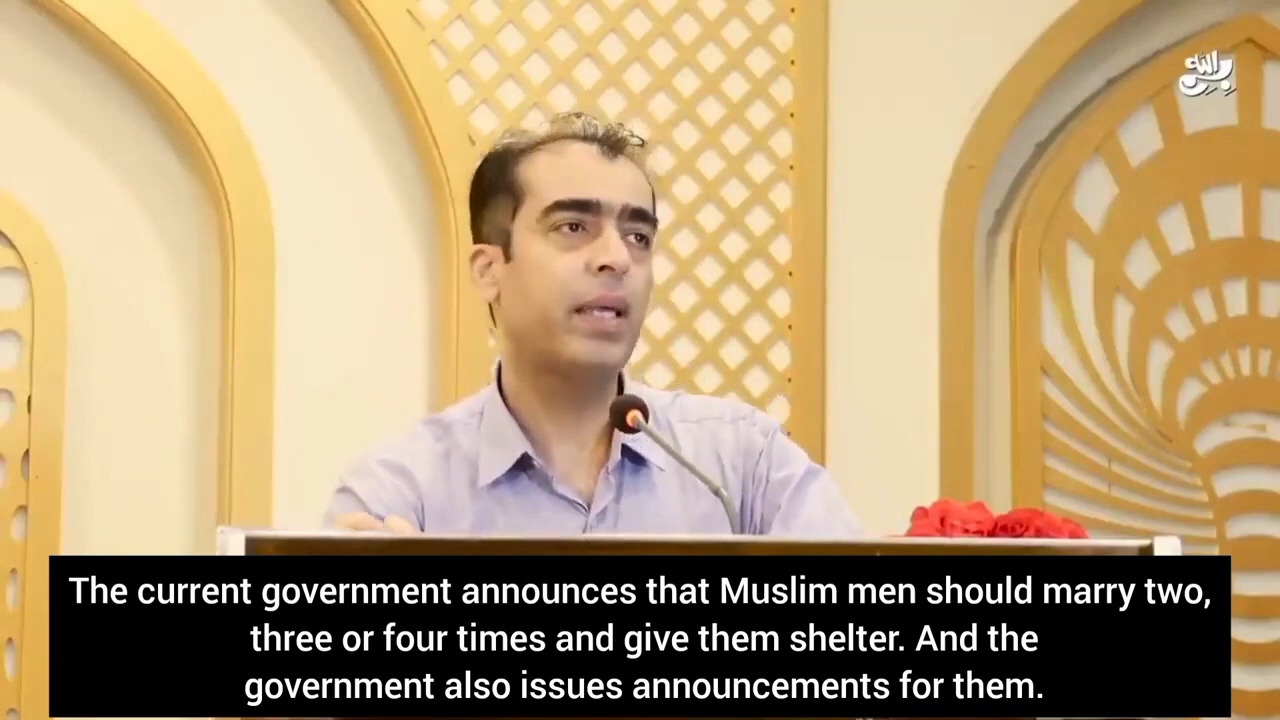 بِسْمِ اللّٰه
The current government announces that Muslim men should marry two,
three or four times and give them shelter. And the
government also issues announcements for them.